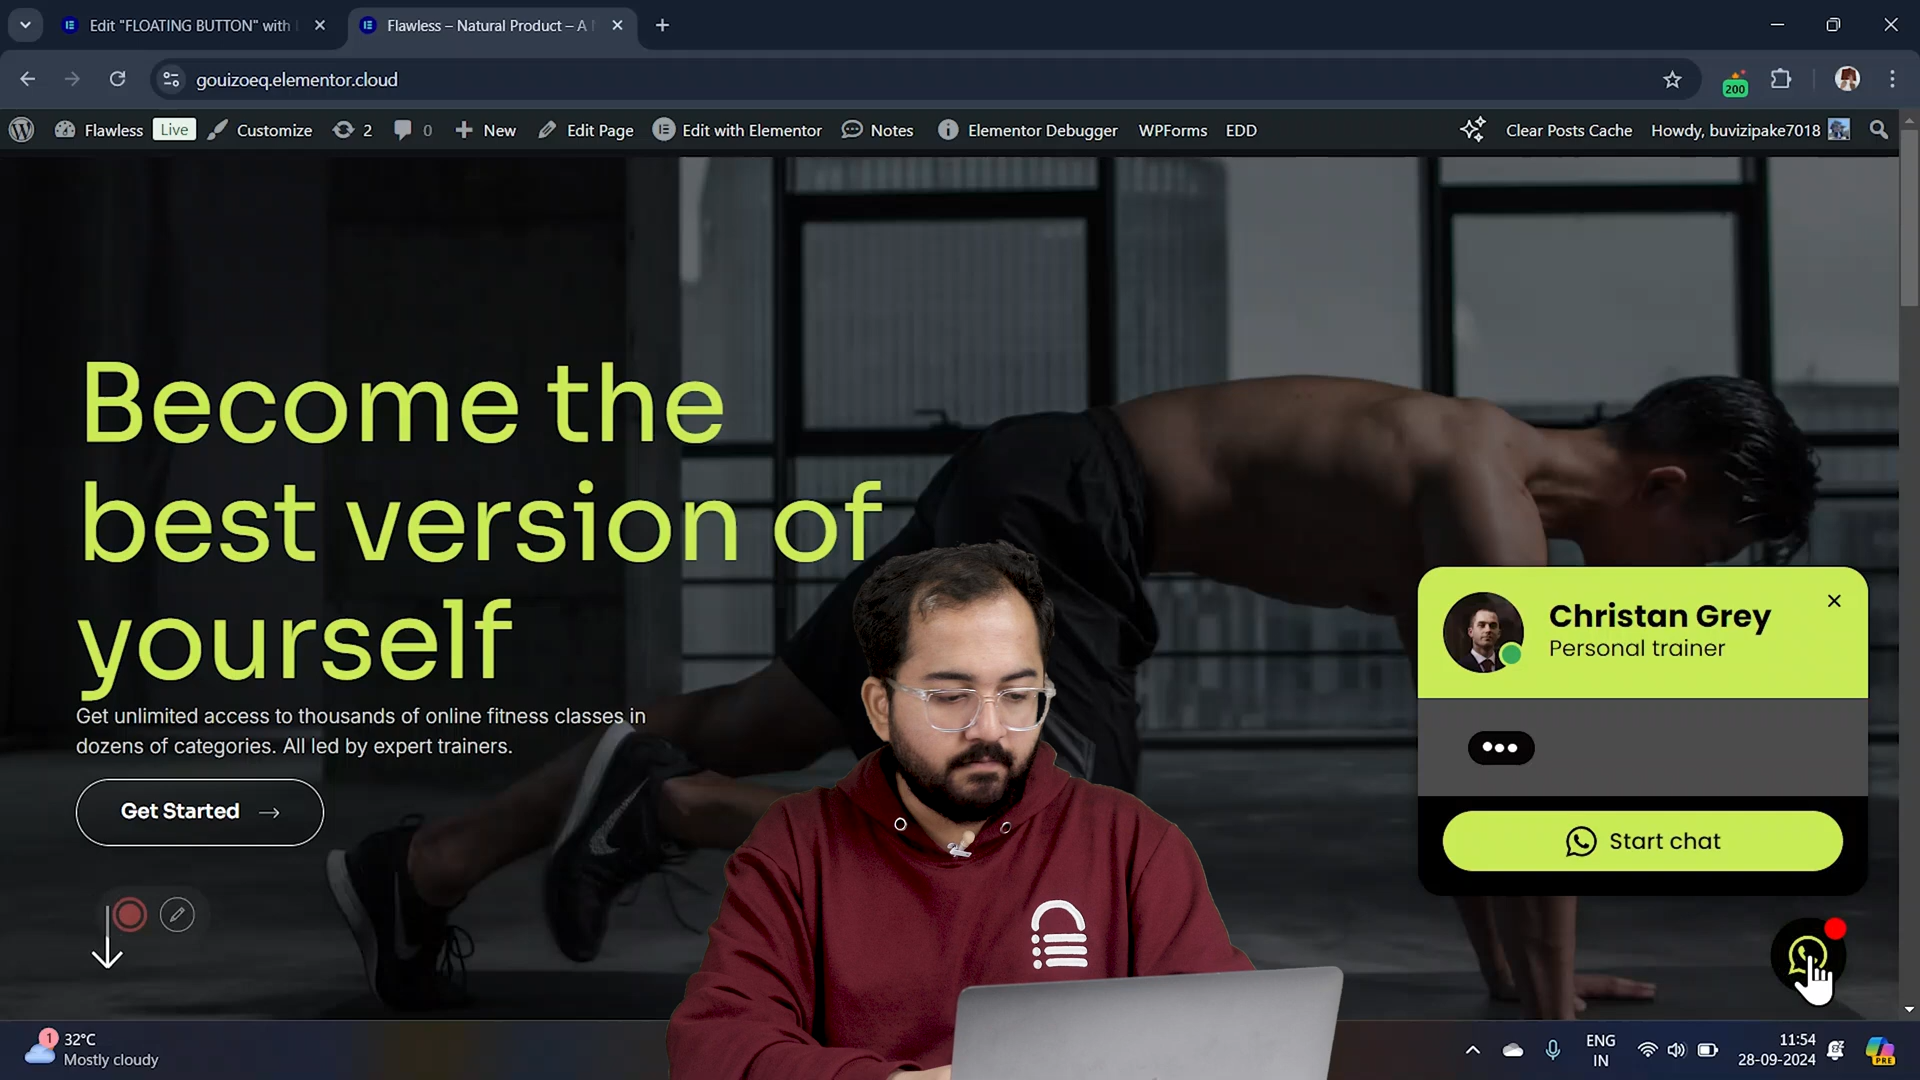 Edit "FLOATING BUTTON" with
Flawless – Natural Product – A
gouizoeq.elementor.cloud
200
Flawless
Live
Customize
2
0
New
Edit Page
Edit with Elementor
Notes
Elementor Debugger
WPForms
EDD
Clear Posts Cache
Howdy, buvizipake7018
Become the
best version of
yourself
Get unlimited access to thousands of online fitness classes in
dozens of categories. All led by expert trainers.
Get Started
Christan Grey
Personal trainer
Start chat
1
32°C
Mostly cloudy
ENG
IN
11:54
28-09-2024
PRE